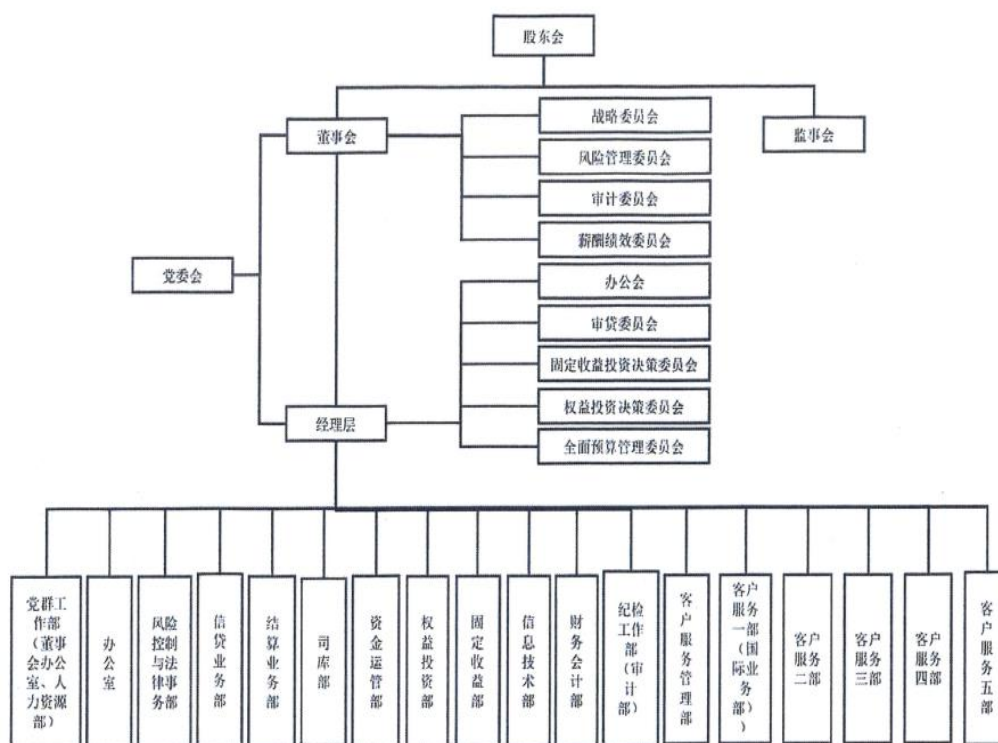 股东会
董事会
监事会
战略委员会
风险管理委员会
审计委员会
薪酬绩效委员会
党委会
办公会
审贷委员会
固定收益投资决策委员会
权益投资决策委员会
经理层
全面预算管理委员会
党群工
作部
（董事
会办公
室、人
力资源
部）
办公室
风险
控制
与法
律事
务部
信贷业务部
结算业务部
司库部
资金运管部
权益投资部
固定收益部
信息技术部
财务会计部
纪检
工作
部（审计部）
客户服务管理部
客户
服务
一部
（国
际业
务
部）
客户
服务
二部
客户
服务
三部
客户
服务
四部
客户服务五部